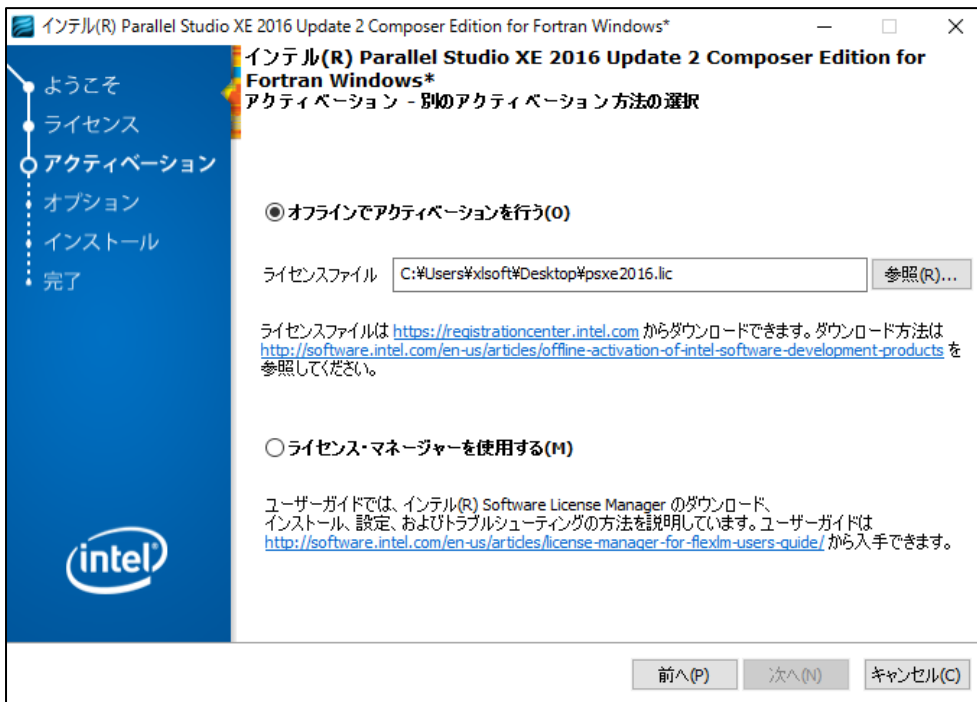 インテル(R) Parallel Studio XE 2016 Update 2 Composer Edition for Fortran Windows*
インテル(R) Parallel Studio XE 2016 Update 2 Composer Edition for
Fortran Windows*
アクティベーション - 別のアクティベーション方法の選択
ようこそ
ライセンス
アクティベーション
オプション
インストール
完了
オフラインでアクティベーションを行う(O)
ライセンスファイル C:¥Users¥xlsoft¥Desktop¥psxe2016.lic 参照(R)...
ライセンスファイルは https://registrationcenter.intel.com からダウンロードできます。ダウンロード方法は
http://software.intel.com/en-us/articles/offline-activation-of-intel-software-development-products を
参照してください。
ライセンス・マネージャーを使用する(M)
ユーザーガイドでは、インテル(R) Software License Manager のダウンロード、
インストール、設定、およびトラブルシューティングの方法を説明しています。ユーザーガイドは
http://software.intel.com/en-us/articles/license-manager-for-flexlm-users-guide/ から入手できます。
intel
前へ(P) 次へ(N) キャンセル(C)